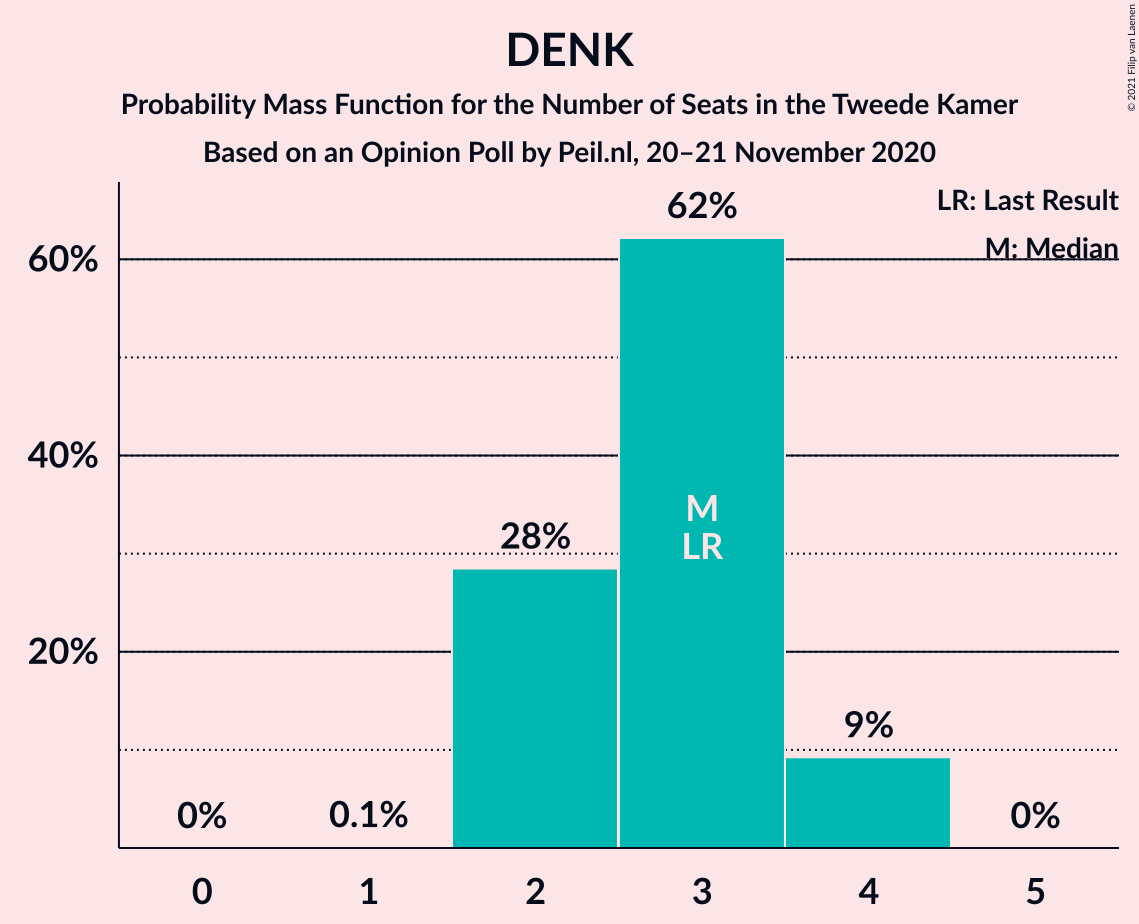 DENK
Probability Mass Function for the Number of Seats in the Tweede Kamer
Based on an Opinion Poll by Peil.nl, 20–21 November 2020
© 2021 Filip van Laenen
LR: Last Result
M: Median
60%
40%
20%
0%
0.1%
28%
62%
9%
0%
M
LR
0
1
2
3
4
5